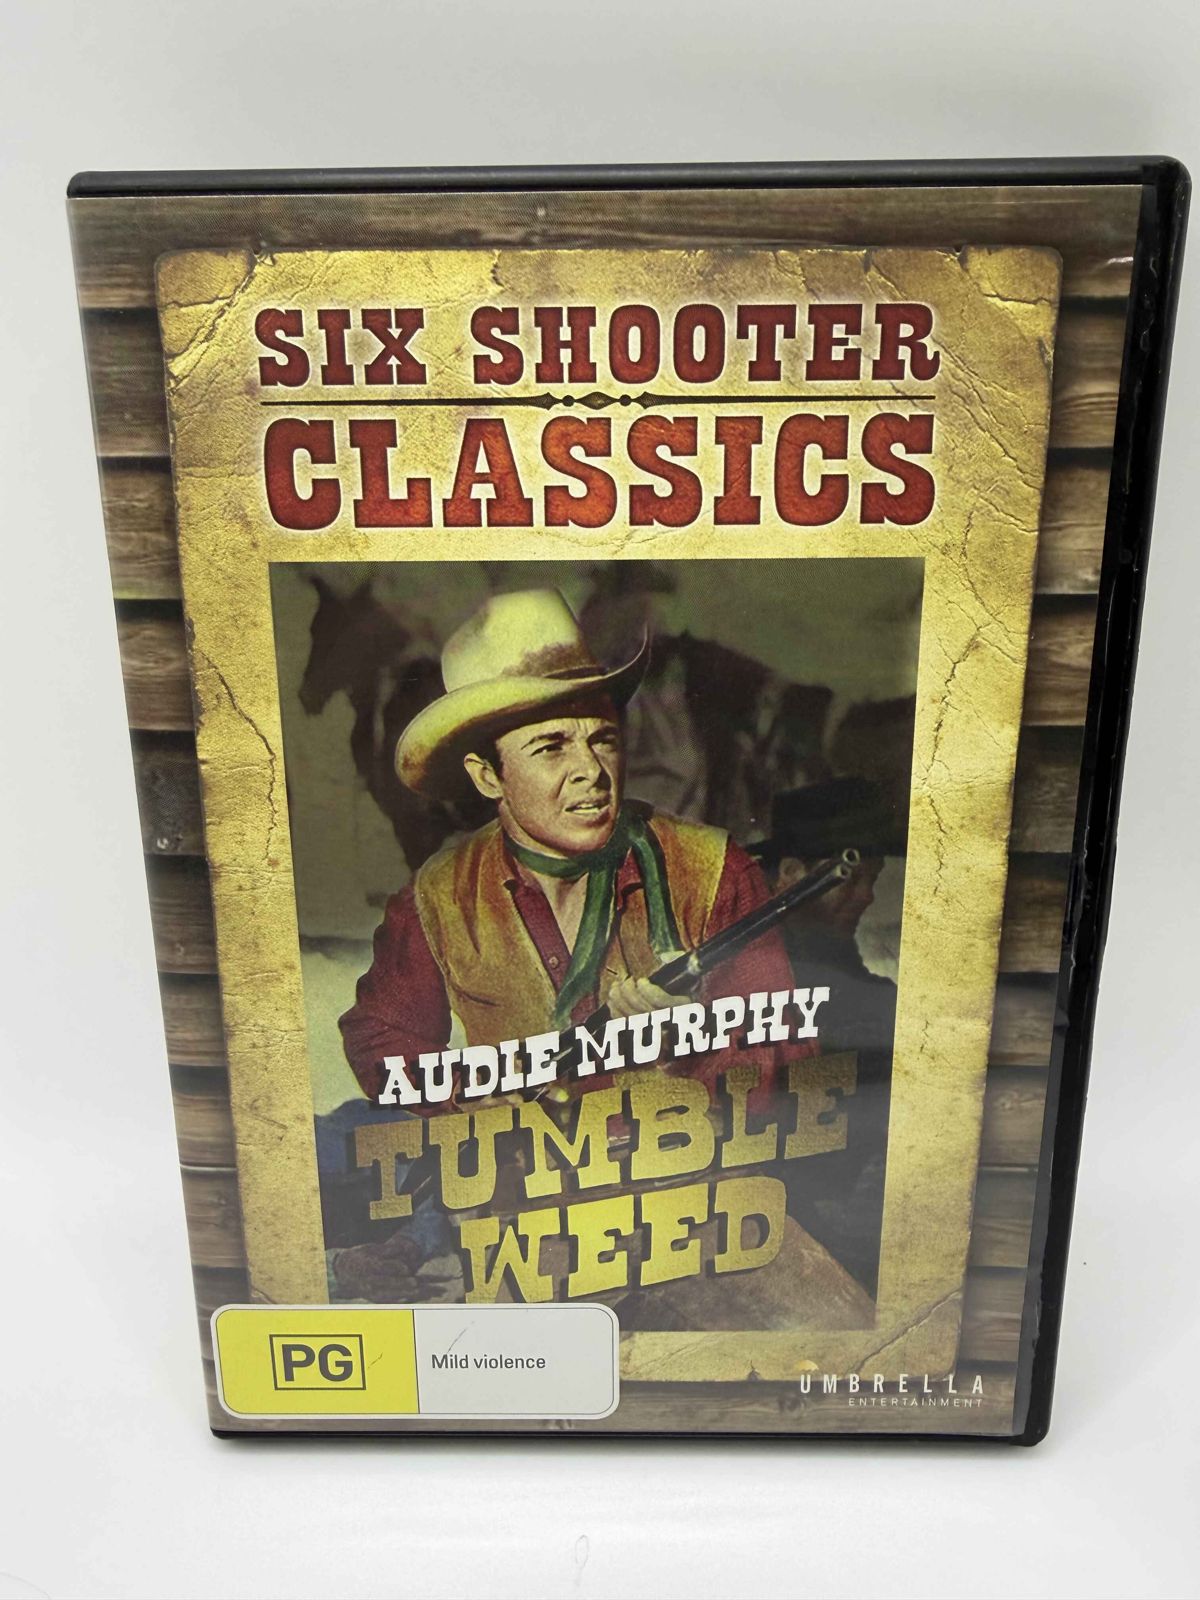 SIX SHOOTER
CLASSICS
AUDIE MURPHY
TUMBLE
WEED
PG
Mild violence
UMBRELLA
ENTERTAINMENT